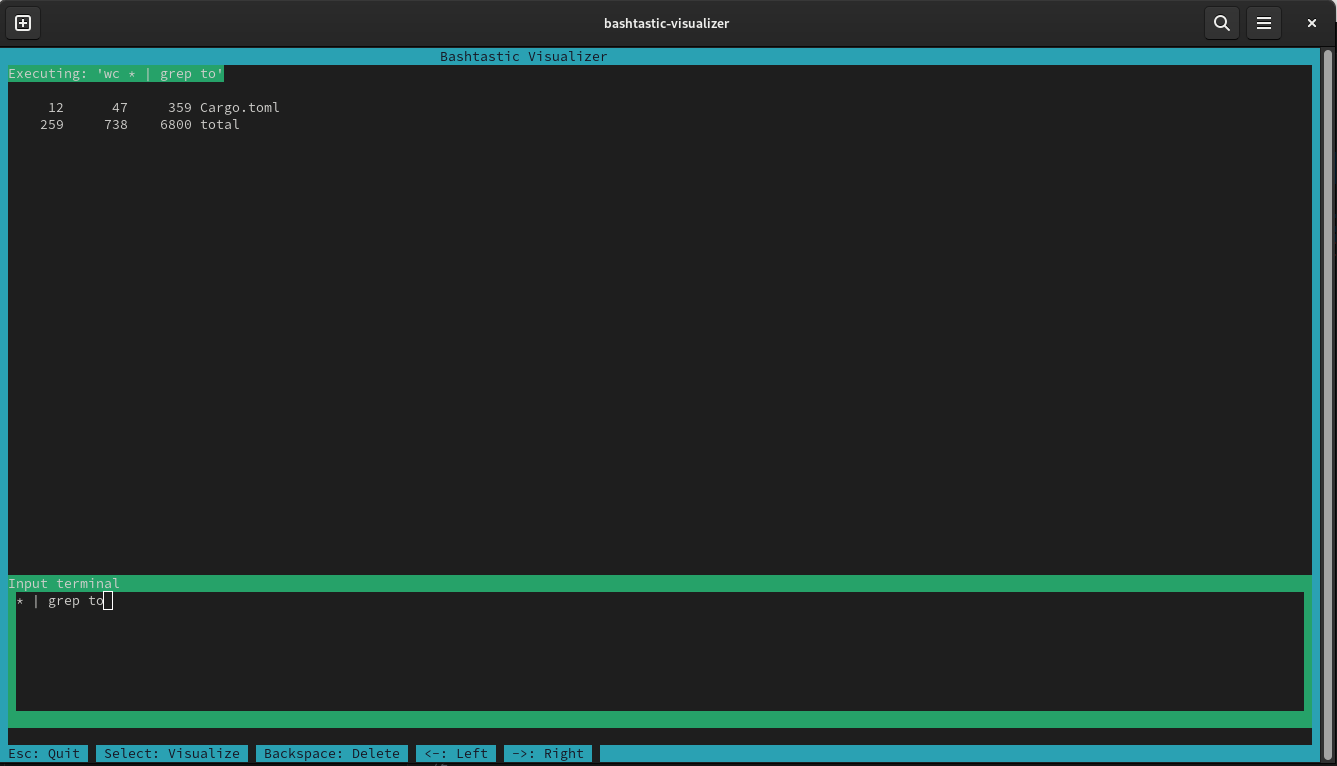 bashtastic-visualizer
Bashtastic Visualizer
Executing: 'wc * | grep to'
12 47 359 Cargo.toml
259 738 6800 total
Input terminal
* | grep to
Esc: Quit Select: Visualize Backspace: Delete <-: Left ->: Right